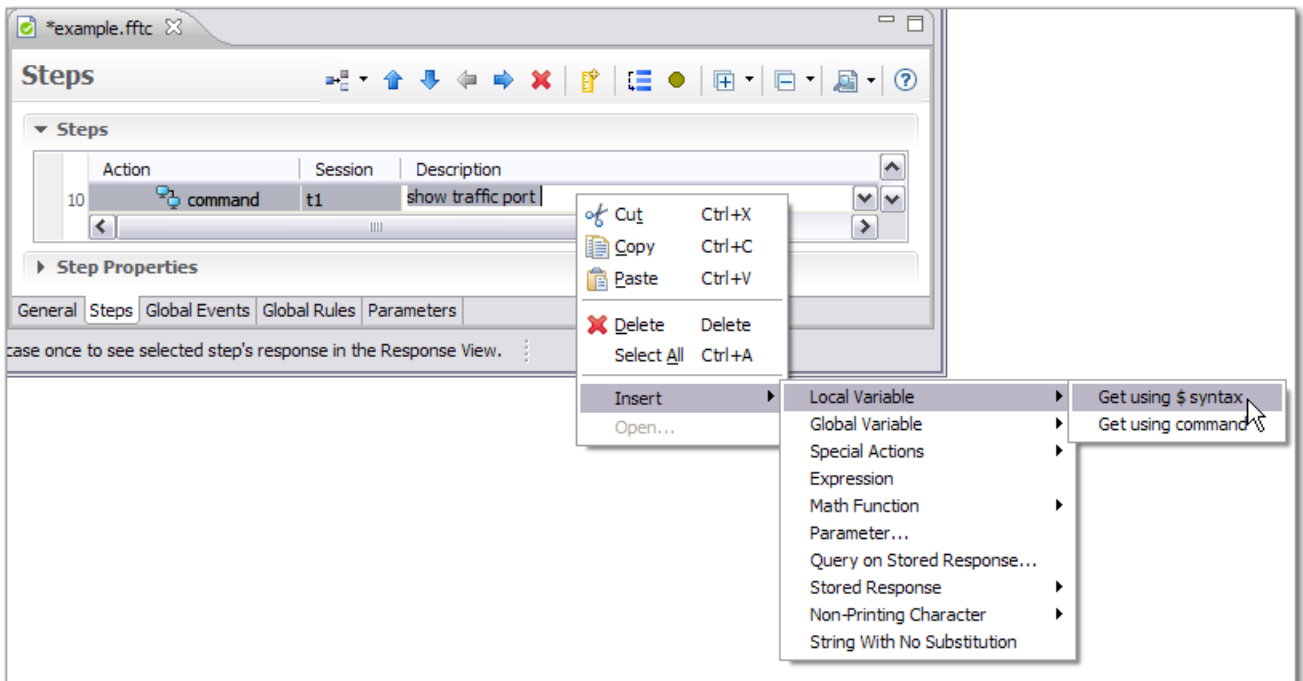 *example.fftc
Steps
Steps
Action Session Description
10 command t1 show traffic port
Step Properties
General Steps Global Events Global Rules Parameters
case once to see selected step's response in the Response View.
Cut Ctrl+X
Copy Ctrl+C
Paste Ctrl+V
Delete Delete
Select All Ctrl+A
Insert
Open...
Local Variable
Global Variable
Special Actions
Expression
Math Function
Parameter...
Query on Stored Response...
Stored Response
Non-Printing Character
String With No Substitution
Get using $ syntax
Get using command